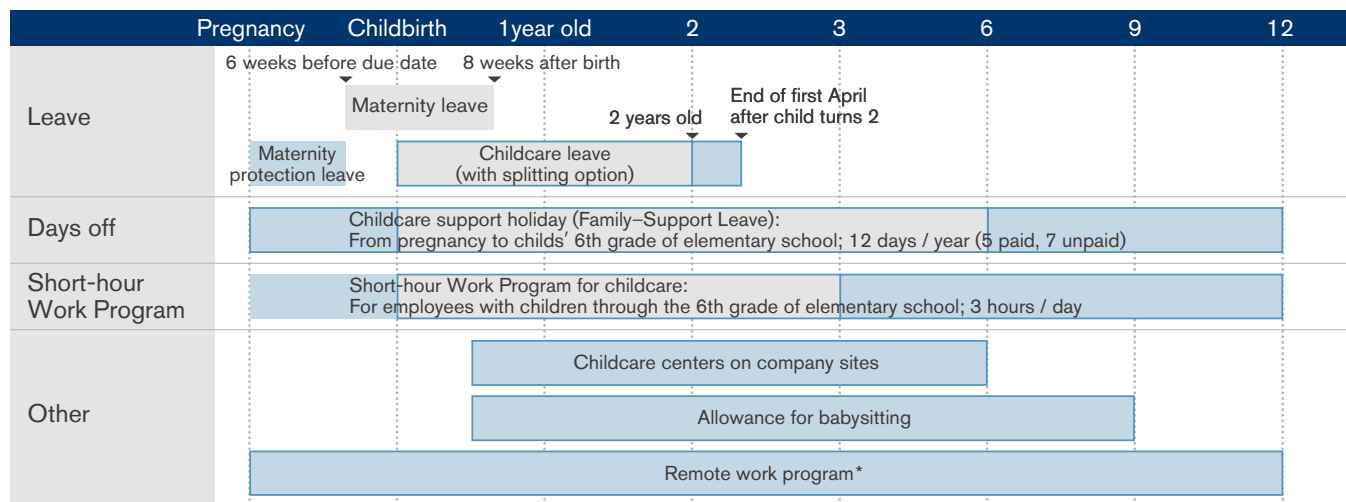 Pregnancy Childbirth 1year old 2 3 6 9 12
6 weeks before due date 8 weeks after birth
Leave
Maternity leave
2 years old
End of first April
after child turns 2
Maternity
protection leave
Childcare leave
(with splitting option)
Days off
Childcare support holiday (Family–Support Leave):
From pregnancy to childs’ 6th grade of elementary school; 12 days / year (5 paid, 7 unpaid)
Short-hour
Work Program
Short-hour Work Program for childcare:
For employees with children through the 6th grade of elementary school; 3 hours / day
Other
Childcare centers on company sites
Allowance for babysitting
Remote work program*